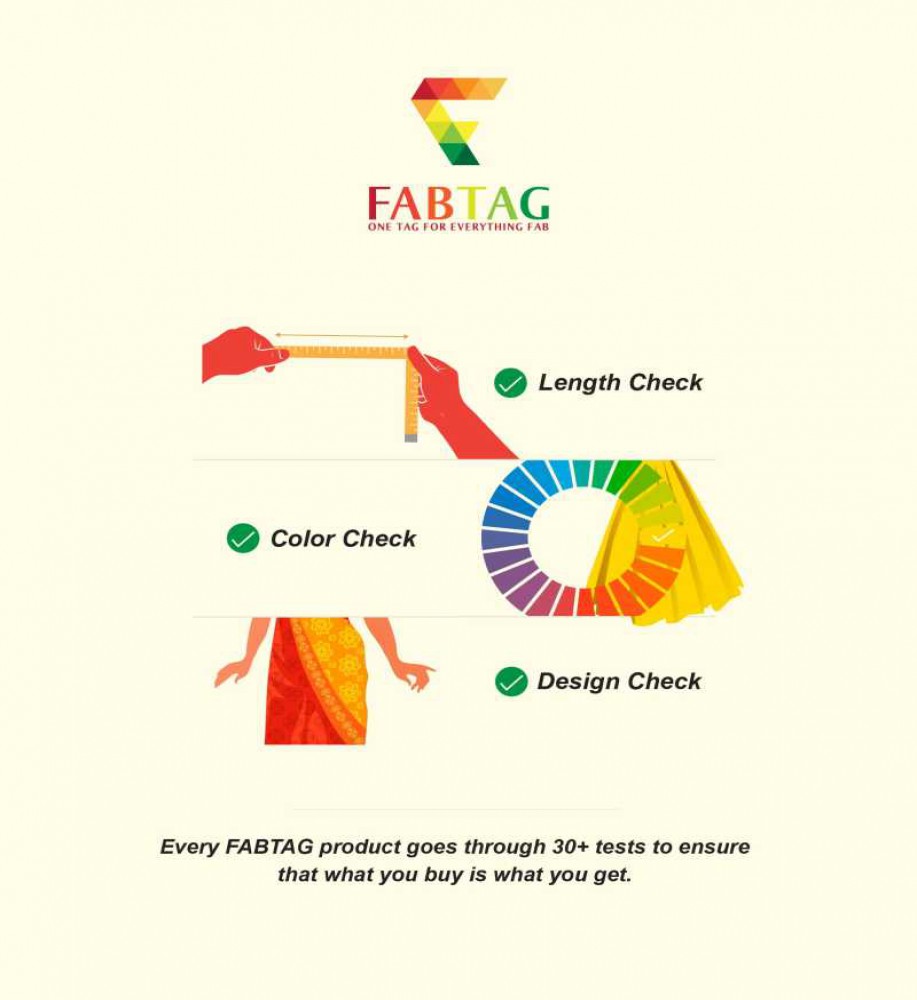 FABTAG
ONE TAG FOR EVERYTHING FAB
Length Check
Color Check
Design Check
Every FABTAG product goes through 30+ tests to ensure
that what you buy is what you get.